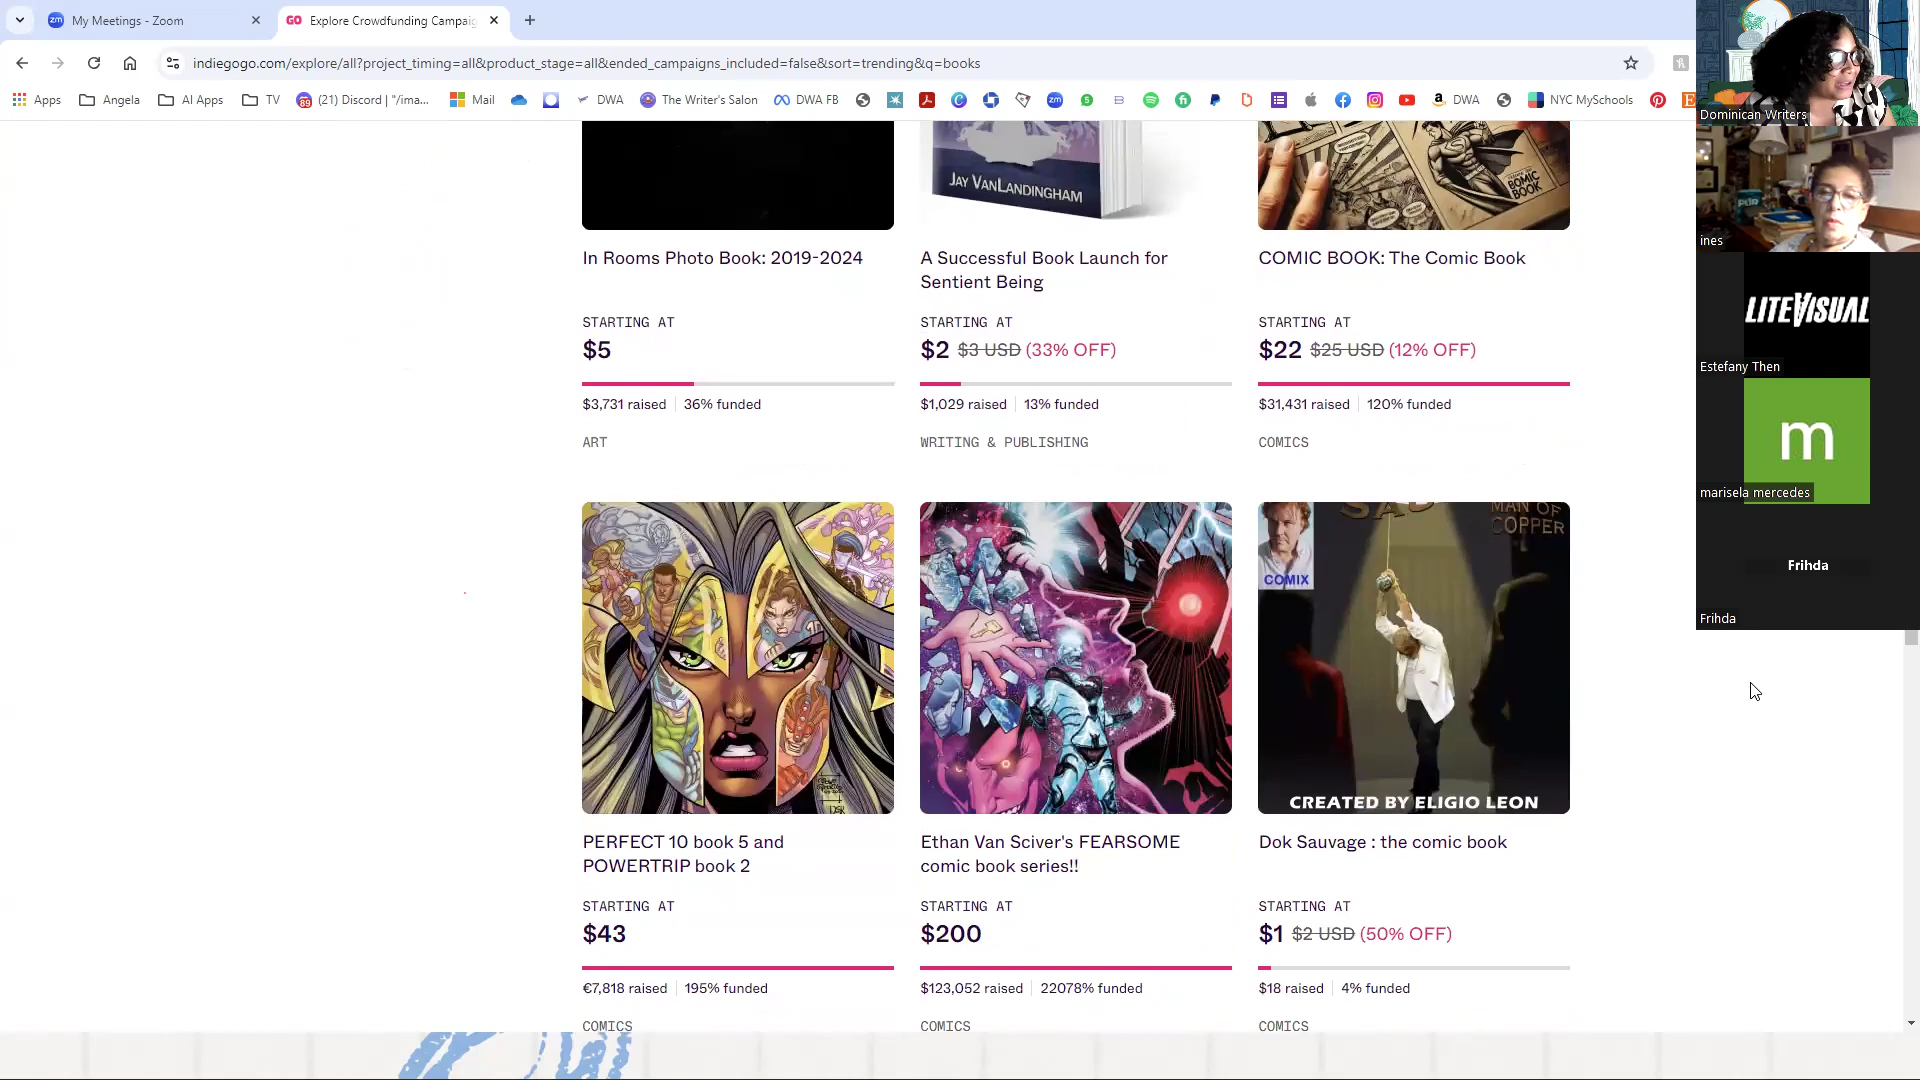 My Meetings - Zoom
GO Explore Crowdfunding Campaig
indiegogo.com/explore/all?project_timing=all&product_stage=all&ended_campaigns_included=false&sort=trending&q=books
Apps
Angela
AI Apps
TV
(21) Discord | "/ima...
Mail
DWA
The Writer's Salon
DWA FB
DWA
NYC MySchools
JAY VANLANDINGHAM
BOMIC BOOK
In Rooms Photo Book: 2019-2024
STARTING AT
$5
$3,731 raised
36% funded
ART
A Successful Book Launch for
Sentient Being
STARTING AT
$2 $3 USD (33% OFF)
$1,029 raised
13% funded
WRITING & PUBLISHING
COMIC BOOK: The Comic Book
STARTING AT
$22 $25 USD (12% OFF)
$31,431 raised
120% funded
COMICS
PERFECT 10 book 5 and
POWERTRIP book 2
STARTING AT
$43
€7,818 raised
195% funded
COMICS
Ethan Van Sciver's FEARSOME
comic book series!!
STARTING AT
$200
$123,052 raised
22078% funded
COMICS
MAN OF
COPPER
COMIX
CREATED BY ELIGIO LEON
Dok Sauvage : the comic book
STARTING AT
$1 $2 USD (50% OFF)
$18 raised
4% funded
COMICS
Dominican Writers
ines
LITEVISUAL
Estefany Then
m
marisela mercedes
Frihda
Frihda